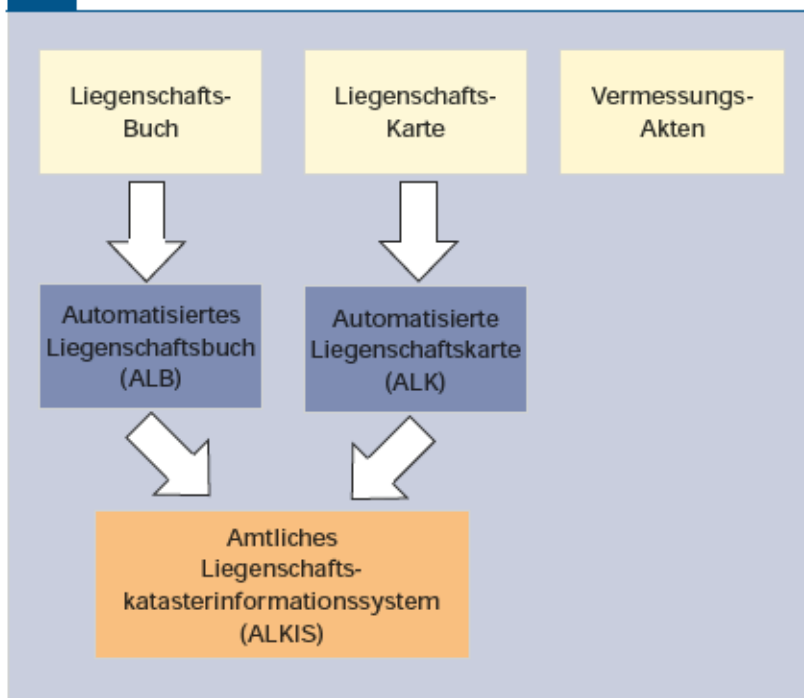 Liegenschafts-
Buch
Liegenschafts-
Karte
Vermessungs-
Akten
Automatisiertes
Liegenschaftsbuch
(ALB)
Automatisierte
Liegenschaftskarte
(ALK)
Amtliches
Liegenschafts-
katasterinformationssystem
(ALKIS)